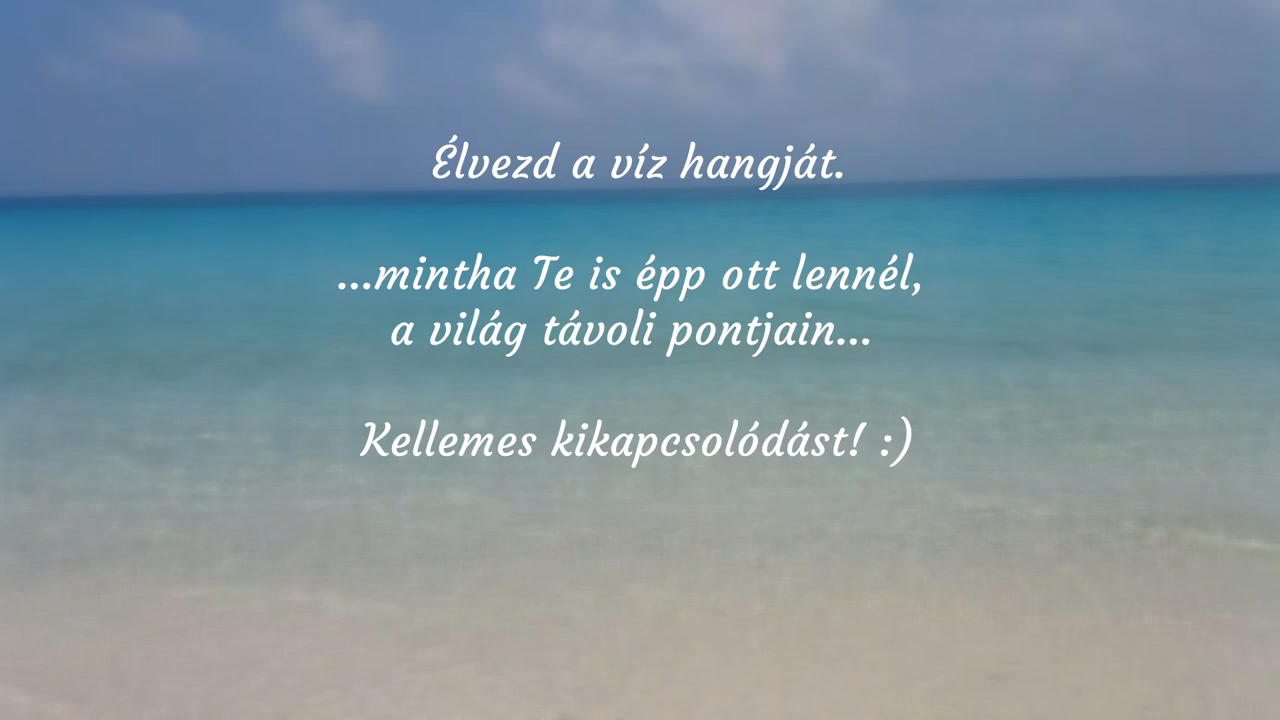 Élvezd a víz hangját.
...mintha Te is épp ott lennél,
a világ távoli pontjain...
Kellemes kikapcsolódást! :)